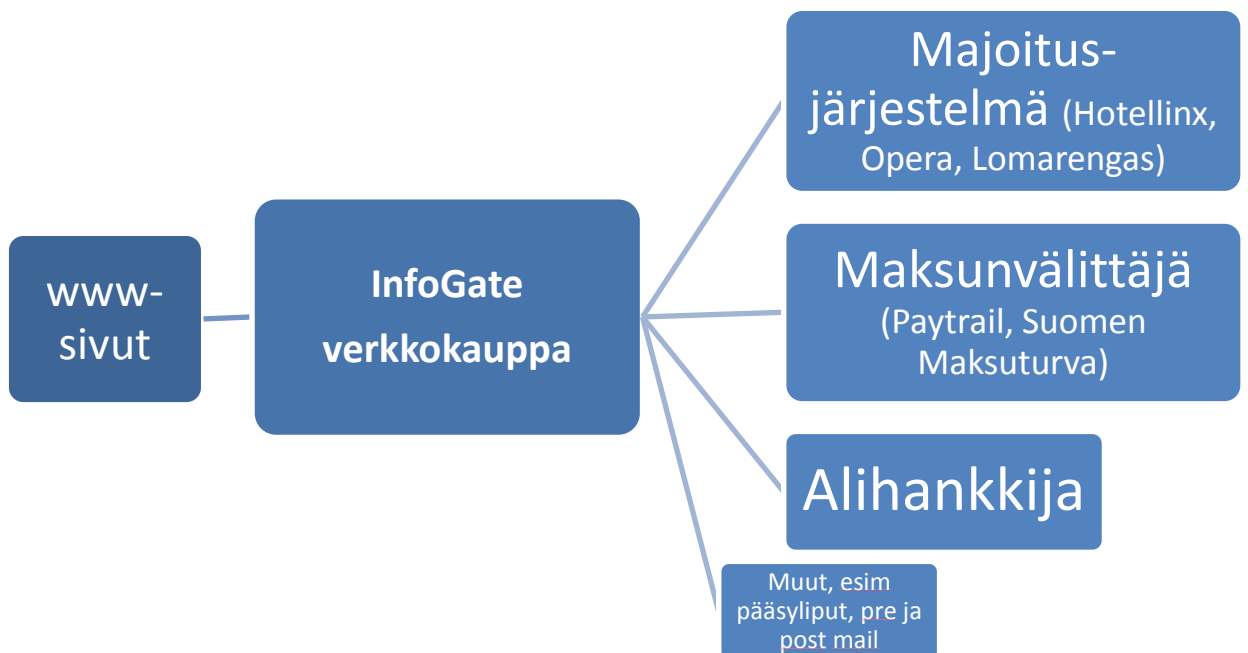 www-
sivut
InfoGate
verkkokauppa
Majoitus-
järjestelmä (Hotellinx,
Opera, Lomarengas)
Maksunvälittäjä
(Paytrail, Suomen
Maksuturva)
Alihankkija
Muut, esim
pääsyliput, pre ja
post mail